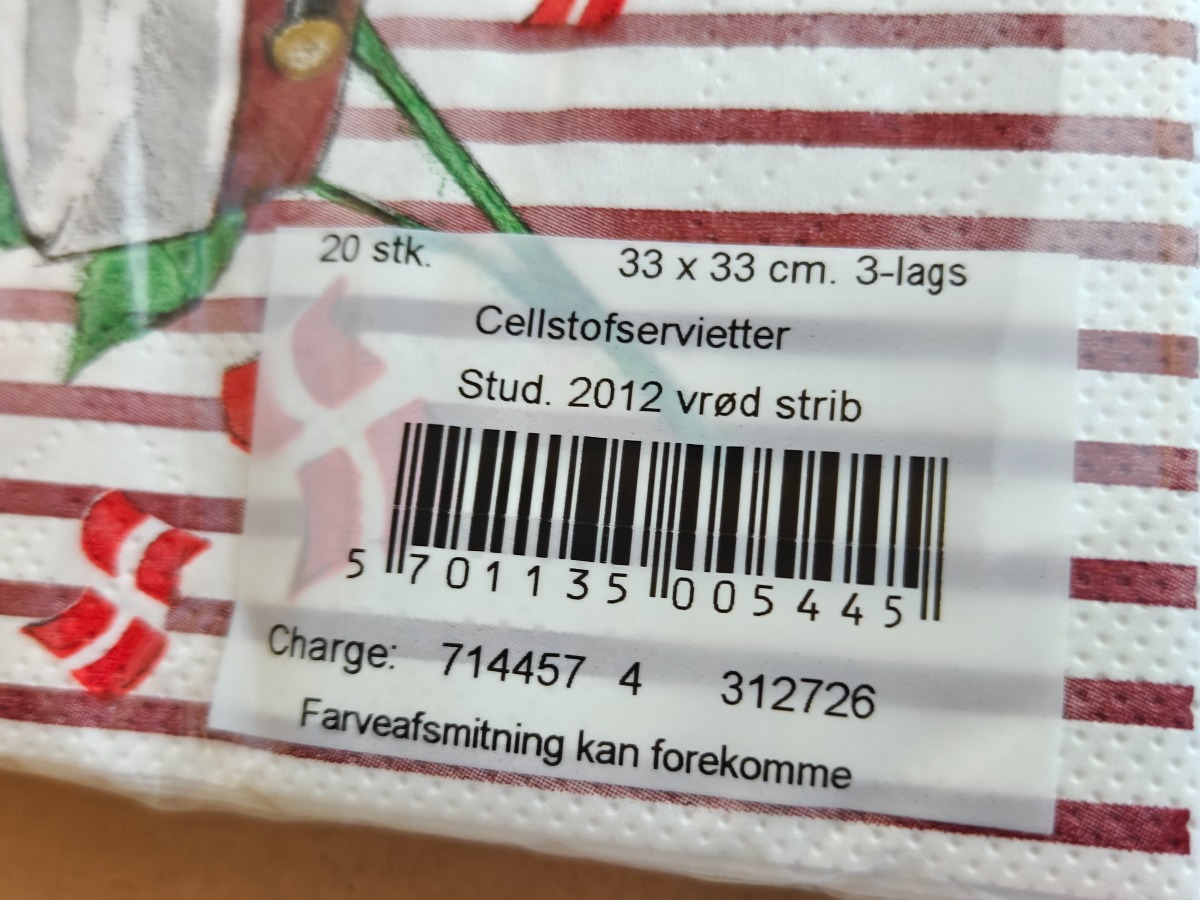 20 stk. 33 x 33 cm. 3-lags
Cellstofservietter
Stud. 2012 vrød strib
5 701135 005445
Charge: 714457 4 312726
Farveafsmitning kan forekomme